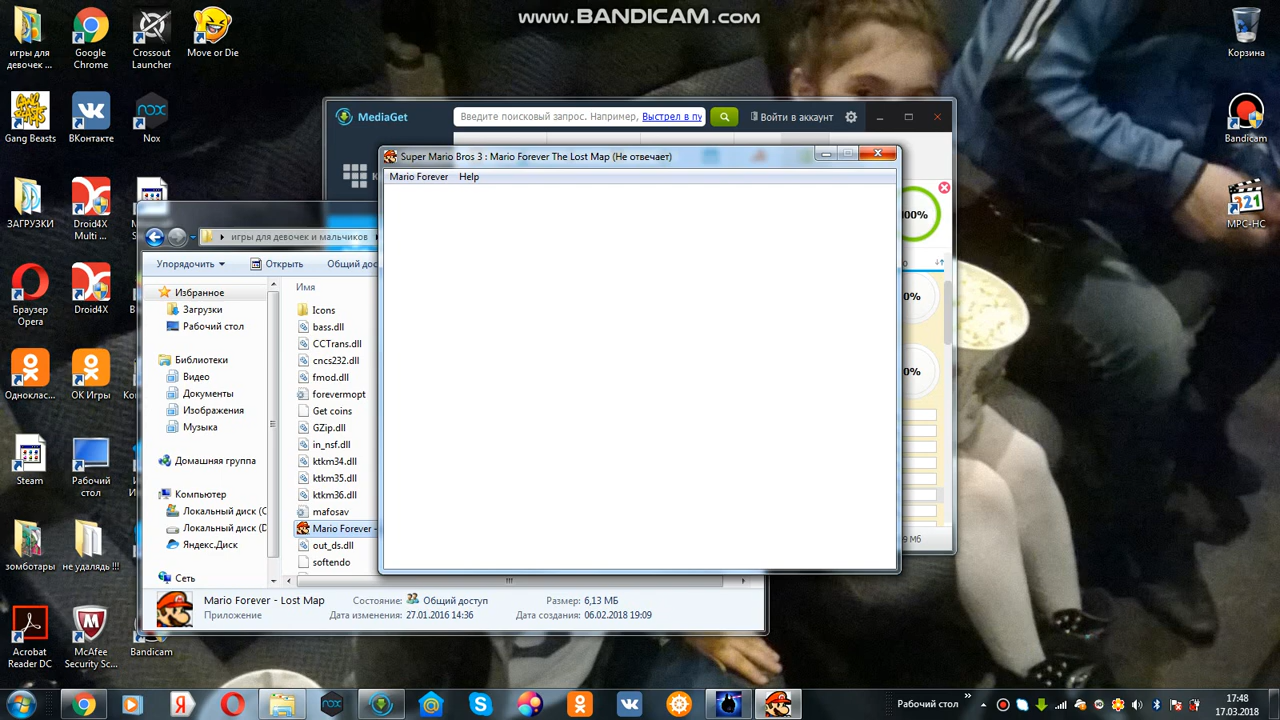 www.BANDICAM.com
игры для девочек ...
Google Chrome
Crossout Launcher
Move or Die
Корзина
Gang Beasts
ВКонтакте
Nox
Bandicam
ЗАГРУЗКИ
Droid4X Multi ...
MPC-HC
Браузер Opera
Droid4X
Одноклас...
ОК Игры
Steam
Рабочий стол
зомботары
не удалядь !!!
Acrobat Reader DC
McAfee Security Sc...
Bandicam
MediaGet
Введите поисковый запрос. Например, Выстрел в пу
Войти в аккаунт
Super Mario Bros 3 : Mario Forever The Lost Map (Не отвечает)
Mario Forever Help
игры для девочек и мальчиков
Упорядочить Открыть Общий дос
Имя
Избранное
Загрузки
Рабочий стол
Библиотеки
Видео
Документы
Изображения
Музыка
Домашняя группа
Компьютер
Локальный диск (C
Локальный диск (D
Яндекс.Диск
Сеть
Icons
bass.dll
CCTrans.dll
cncs232.dll
fmod.dll
forevermopt
Get coins
GZip.dll
in_nsf.dll
ktkm34.dll
ktkm35.dll
ktkm36.dll
mafosav
Mario Forever -
out_ds.dll
softendo
Mario Forever - Lost Map Состояние: Общий доступ Размер: 6,13 МБ
Приложение Дата изменения: 27.01.2016 14:36 Дата создания: 06.02.2018 19:09
Рабочий стол
17:48
17.03.2018